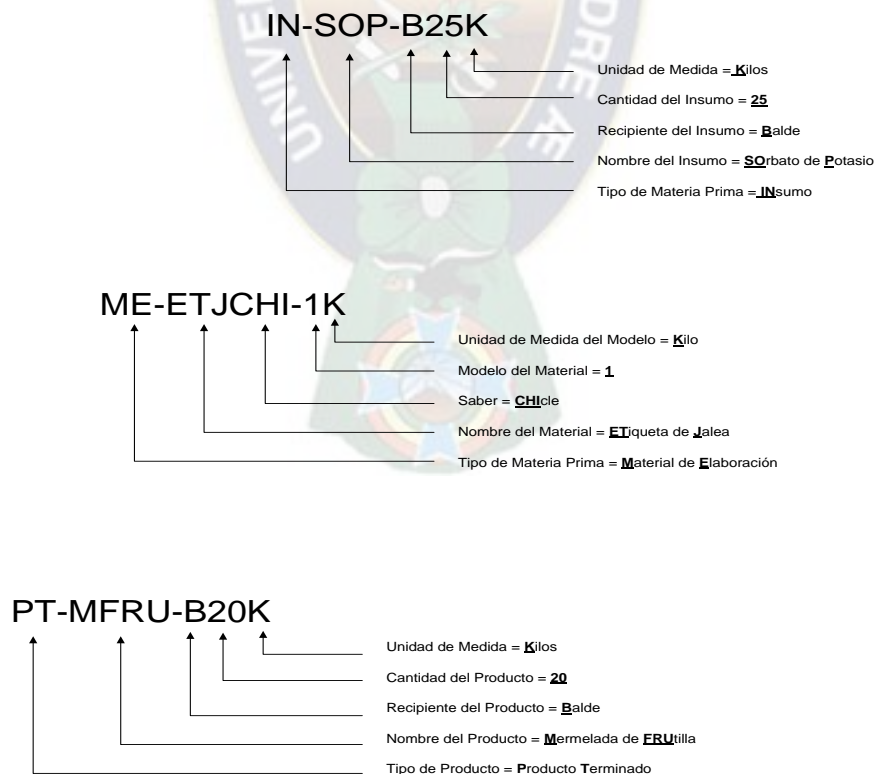 UNIVE DRE Æ
IN-SOP-B25K
Unidad de Medida = Kilos
Cantidad del Insumo = 25
Recipiente del Insumo = Balde
Nombre del Insumo = SOrbato de Potasio
Tipo de Materia Prima = INsumo
ME-ETJCHI-1K
Unidad de Medida del Modelo = Kilo
Modelo del Material = 1
Saber = CHIcle
Nombre del Material = ETiqueta de Jalea
Tipo de Materia Prima = Material de Elaboración
PT-MFRU-B20K
Unidad de Medida = Kilos
Cantidad del Producto = 20
Recipiente del Producto = Balde
Nombre del Producto = Mermelada de FRUtilla
Tipo de Producto = Producto Terminado